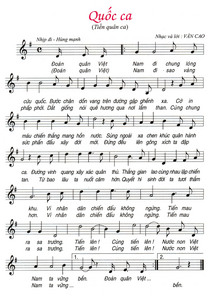 Quốc ca
(Tiến quân ca)
Nhịp đi - Hùng mạnh
Nhạc và lời : VĂN CAO
Đoàn quân Việt Nam đi chung lòng
(Đoàn quân) Việt Nam đi sao vàng
cứu quốc. Bước chân dồn vang trên đường gập ghềnh xa. Cờ in
phấp phới Dắt giống nòi quê hương qua nơi lầm than. Cùng chung
máu chiến thắng mang hồn nước. Súng ngoài xa chen khúc quân hành
sức phấn đấu xây đời mới. Đứng đều lên gông xích ta đập
ca. Đường vinh quang xây xác quân thù. Thắng gian lao cùng nhau lập chiến
tan. Từ bao lâu ta nuốt căm hờn. Quyết hi sinh đời ta tươi thắm
khu. Vì nhân dân chiến đấu không ngừng. Tiến mau
hơn. Vì nhân dân chiến đấu không ngừng. Tiến mau
ra sa trường. Tiến lên ! Cùng tiến lên ! Nước non Việt
ra sa trường. Tiến lên ! Cùng tiến lên ! Nước non Việt
1.
2.
Nam ta vững bền. Đoàn quân Việt ...
Nam ta vững ... bền.